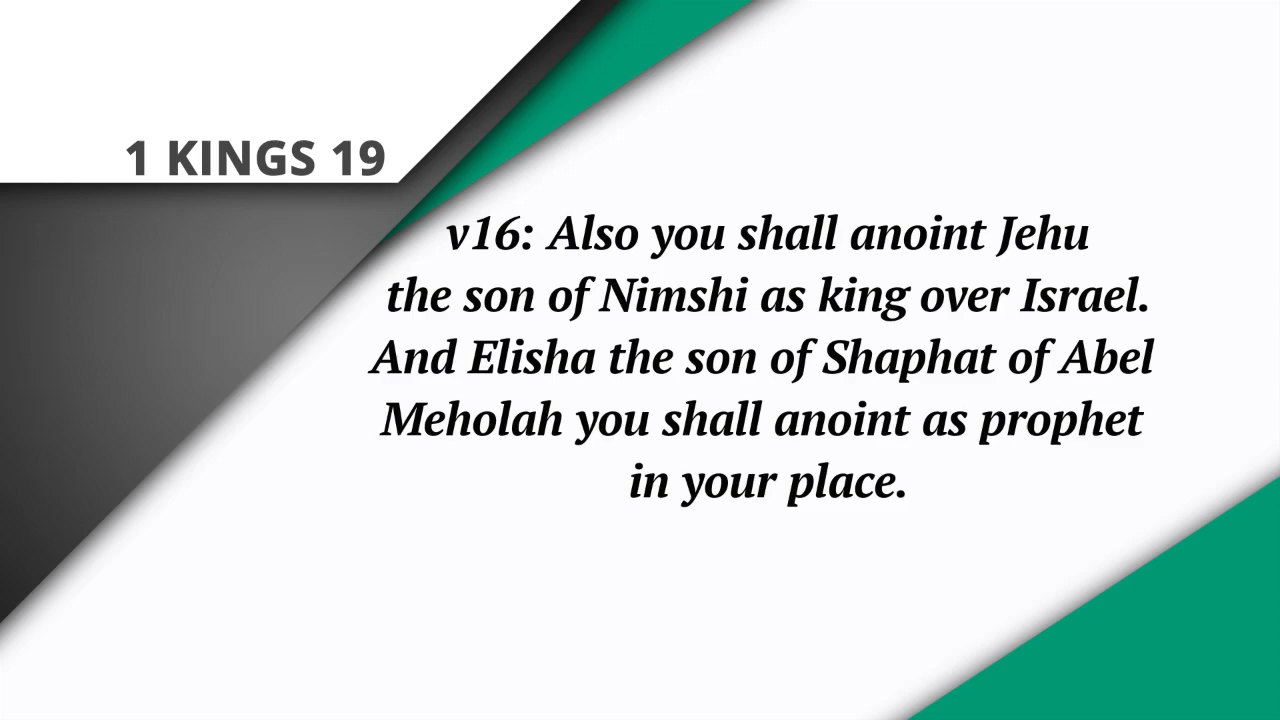 1 KINGS 19
v16: Also you shall anoint Jehu
the son of Nimshi as king over Israel.
And Elisha the son of Shaphat of Abel
Meholah you shall anoint as prophet
in your place.